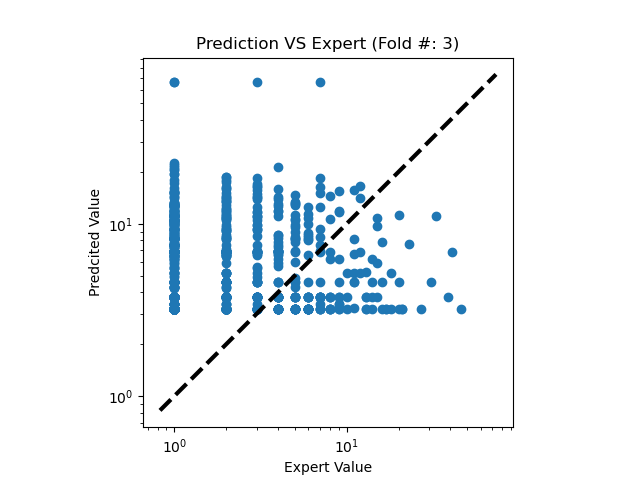 Prediction VS Expert (Fold #: 3)
Predcited Value
10¹
10⁰
10⁰
10¹
Expert Value